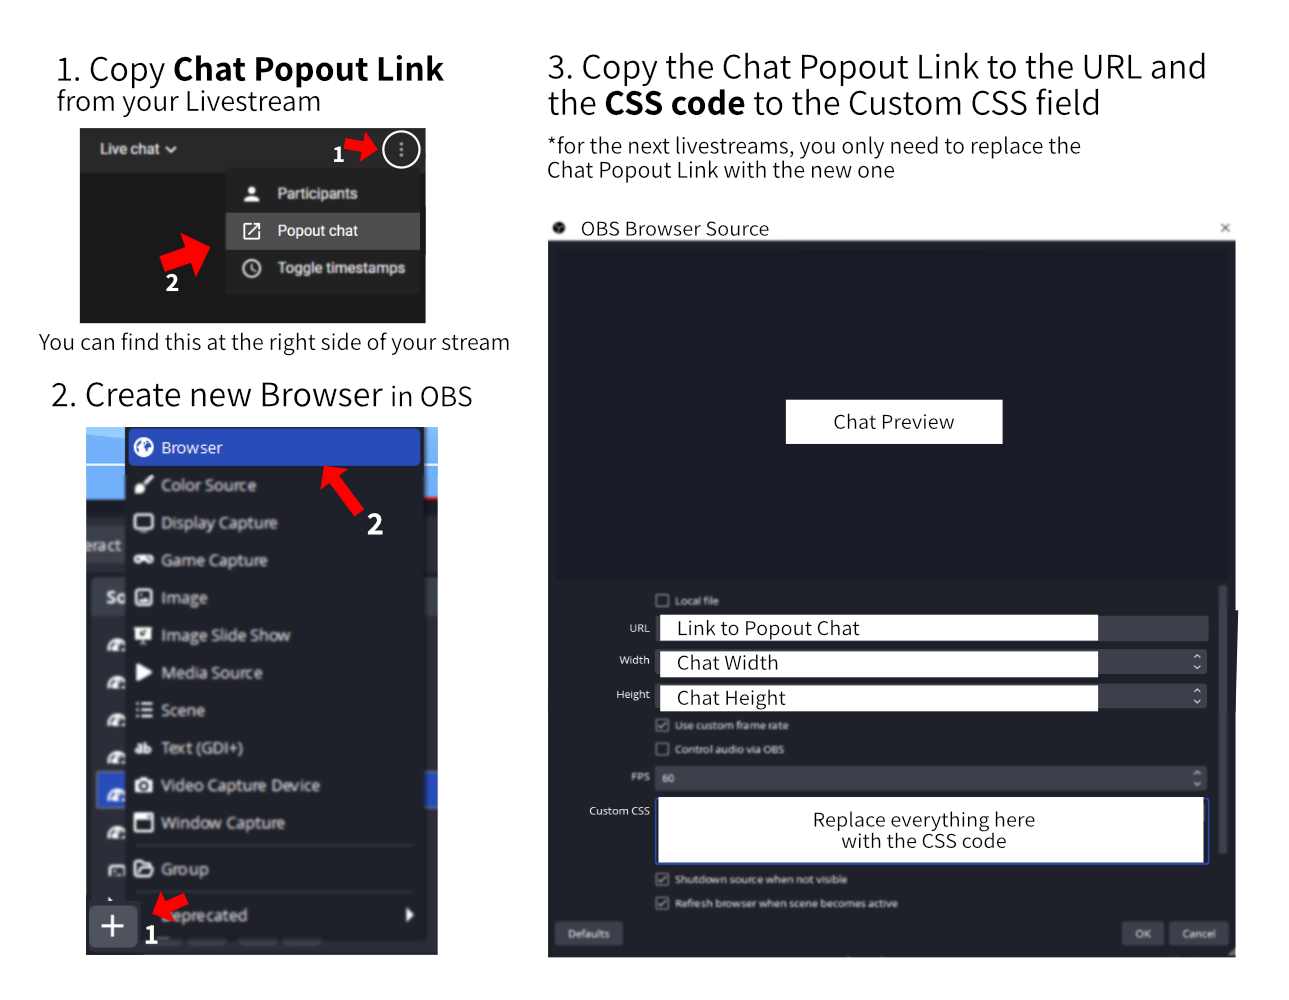 1. Copy Chat Popout Link
from your Livestream
Live chat
1
Participants
Popout chat
Toggle timestamps
2
You can find this at the right side of your stream
2. Create new Browser in OBS
Browser
Color Source
2
Display Capture
eract
Game Capture
So
Image
Image Slide Show
Media Source
Scene
ab Text (GDI+)
Video Capture Device
Window Capture
Group
eprecated
+
1
3. Copy the Chat Popout Link to the URL and
the CSS code to the Custom CSS field
*for the next livestreams, you only need to replace the
Chat Popout Link with the new one
OBS Browser Source
Chat Preview
Local file
URL Link to Popout Chat
Width Chat Width
Height Chat Height
Use custom frame rate
Control audio via OBS
FPS 60
Custom CSS
Replace everything here
with the CSS code
Shutdown source when not visible
Refresh browser when scene becomes active
Defaults OK Cancel